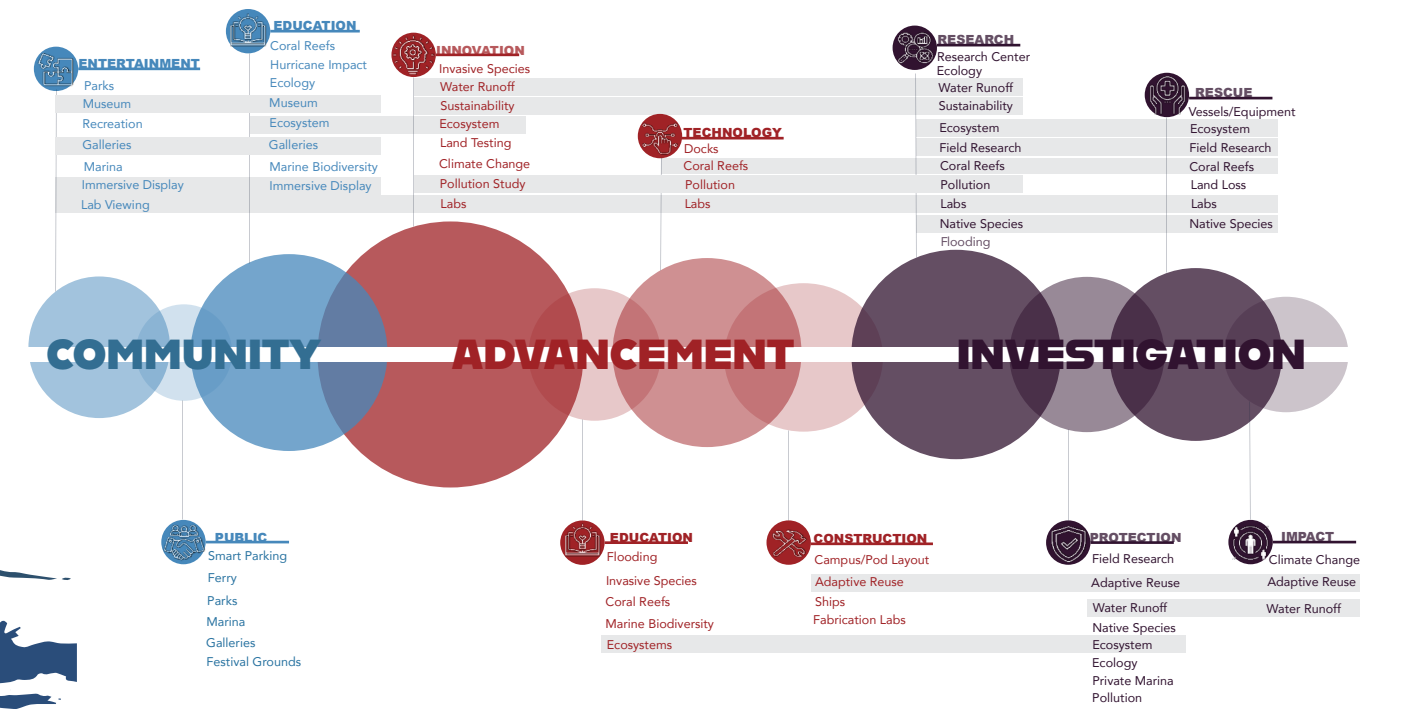 ENTERTAINMENT
Parks
Museum
Recreation
Galleries
Marina
Immersive Display
Lab Viewing
EDUCATION
Coral Reefs
Hurricane Impact
Ecology
Museum
Ecosystem
Galleries
Marine Biodiversity
Immersive Display
INNOVATION
Invasive Species
Water Runoff
Sustainability
Ecosystem
Land Testing
Climate Change
Pollution Study
Labs
TECHNOLOGY
Docks
Coral Reefs
Pollution
Labs
RESEARCH
Research Center
Ecology
Water Runoff
Sustainability
Ecosystem
Field Research
Coral Reefs
Pollution
Labs
Native Species
Flooding
RESCUE
Vessels/Equipment
Ecosystem
Field Research
Coral Reefs
Land Loss
Labs
Native Species
COMMUNITY
ADVANCEMENT
INVESTIGATION
PUBLIC
Smart Parking
Ferry
Parks
Marina
Galleries
Festival Grounds
EDUCATION
Flooding
Invasive Species
Coral Reefs
Marine Biodiversity
Ecosystems
CONSTRUCTION
Campus/Pod Layout
Adaptive Reuse
Ships
Fabrication Labs
PROTECTION
Field Research
Adaptive Reuse
Water Runoff
Native Species
Ecosystem
Ecology
Private Marina
Pollution
IMPACT
Climate Change
Adaptive Reuse
Water Runoff